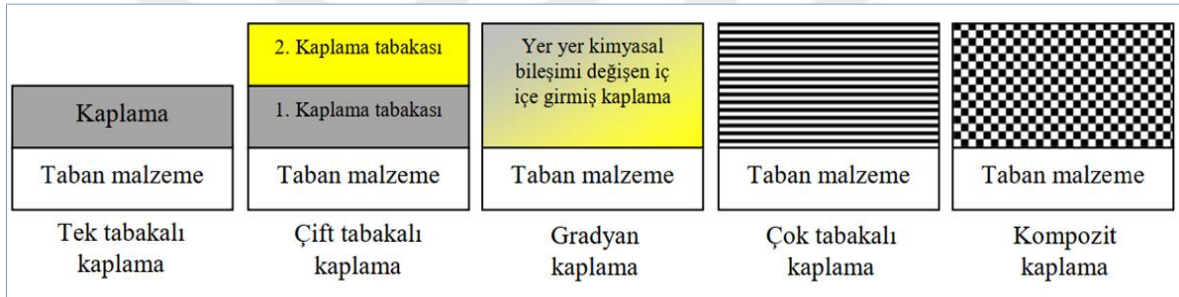 Kaplama
Taban malzeme
Tek tabakalı
kaplama
2. Kaplama tabakası
1. Kaplama tabakası
Taban malzeme
Çift tabakalı
kaplama
Yer yer kimyasal
bileşimi değişen iç
içe girmiş kaplama
Taban malzeme
Gradyan
kaplama
Taban malzeme
Çok tabakalı
kaplama
Taban malzeme
Kompozit
kaplama